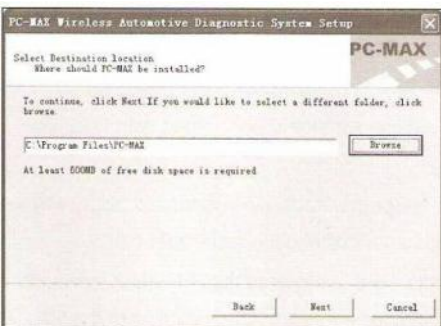 PC-MAX Wireless Automotive Diagnostic System Setup
PC-MAX
Select Destination location
Where should PC-MAX be installed?
To continue, click Next.If you would like to select a different folder, click
browse.
C:\Program Files\PC-MAX
Browse
At least 500MB of free disk space is required
Back
Next
Cancel